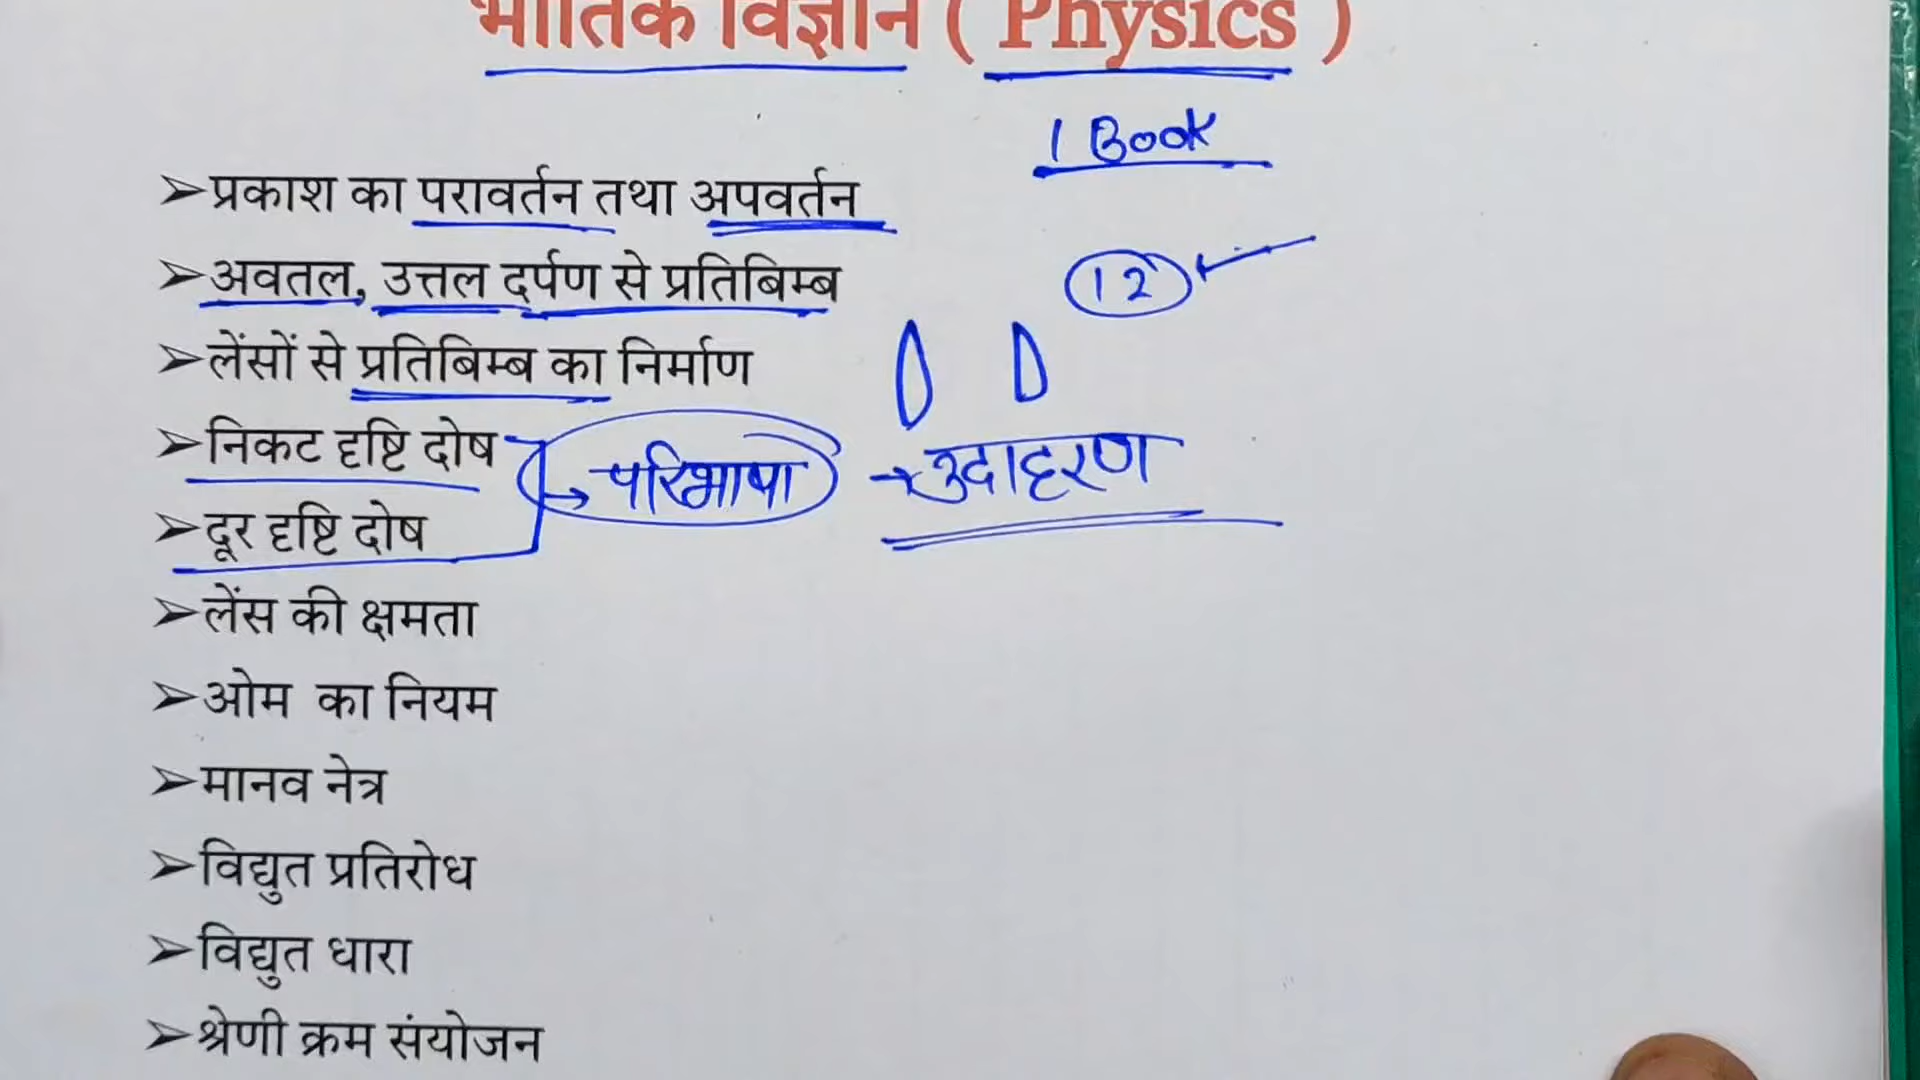 भौतिक विज्ञान ( Physics )
1 Book
➢प्रकाश का परावर्तन तथा अपवर्तन
➢अवतल, उत्तल दर्पण से प्रतिबिम्ब
12
➢लेंसों से प्रतिबिम्ब का निर्माण
➢निकट दृष्टि दोष
→ परिभाषा → उदाहरण
➢दूर दृष्टि दोष
➢लेंस की क्षमता
➢ओम का नियम
➢मानव नेत्र
➢विद्युत प्रतिरोध
➢विद्युत धारा
➢श्रेणी क्रम संयोजन